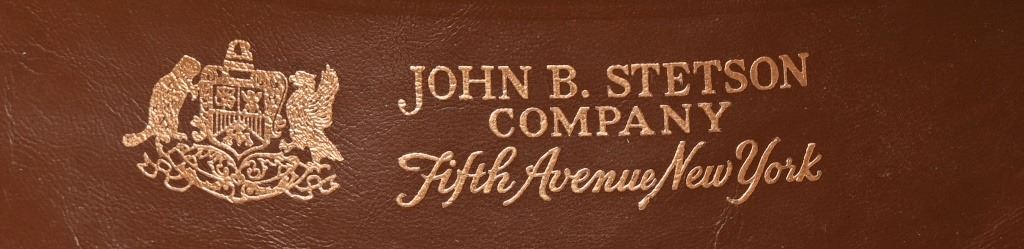 JOHN B. STETSON
COMPANY
Fifth Avenue New York